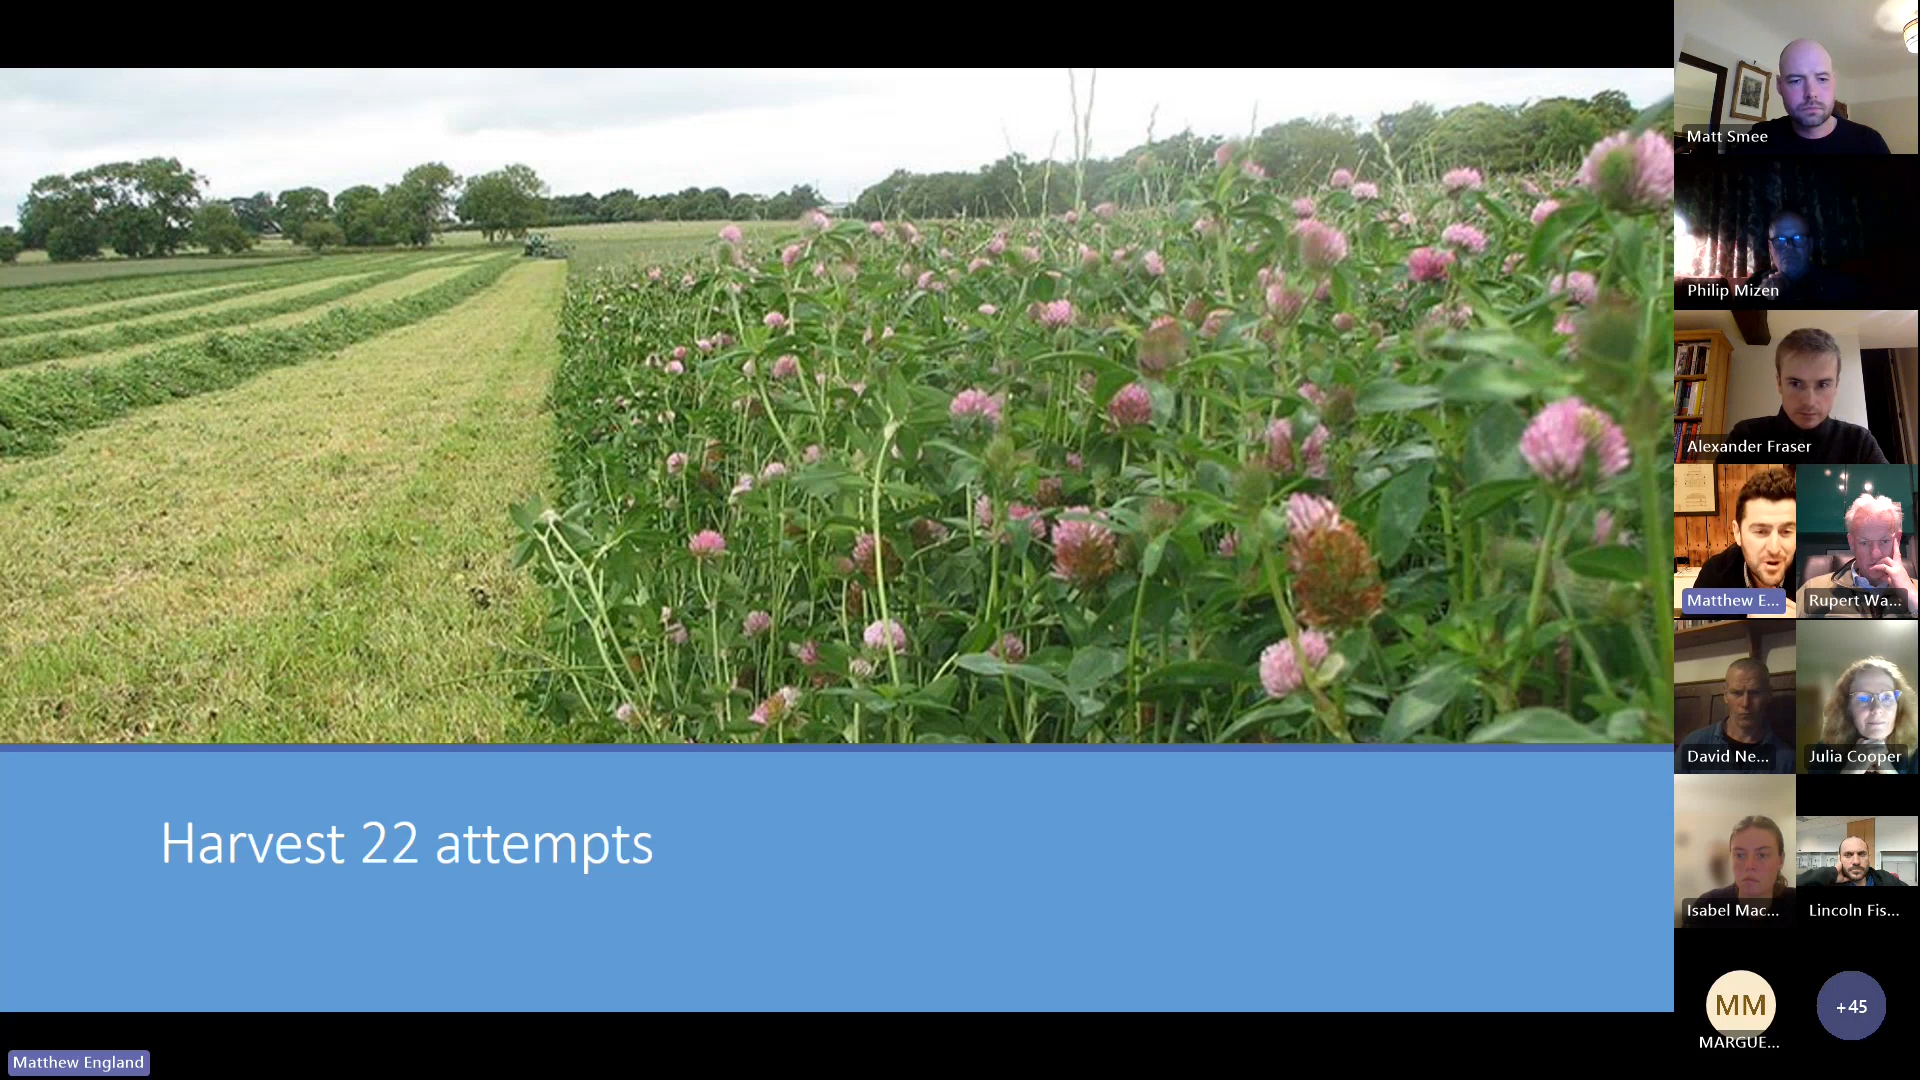 Harvest 22 attempts
Matthew England
Matt Smee
Philip Mizen
Alexander Fraser
Matthew E...
Rupert Wa...
David Ne...
Julia Cooper
Isabel Mac...
Lincoln Fis...
MM
MARGUE...
+45